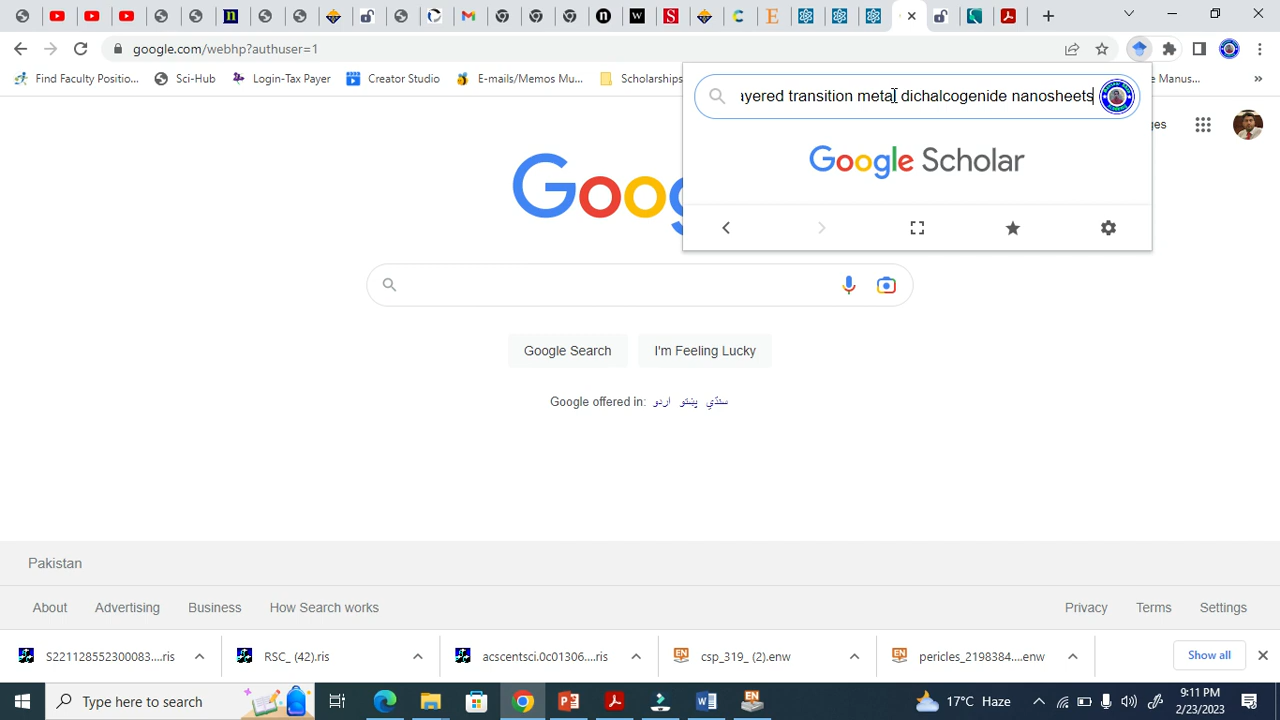 google.com/webhp?authuser=1
Find Faculty Positio...
Sci-Hub
Login-Tax Payer
Creator Studio
E-mails/Memos Mu...
Scholarships
e Manus...
»
ayered transition metal dichalcogenide nanosheets
ges
Google Scholar
Goog
Google Search
I'm Feeling Lucky
Google offered in: اردو پښتو سنڌي
Pakistan
About
Advertising
Business
How Search works
Privacy
Terms
Settings
S221128552300083....ris
RSC_ (42).ris
acscentsci.0c01306....ris
csp_319_ (2).enw
pericles_2198384....enw
Show all
Type here to search
17°C Haze
9:11 PM
2/23/2023